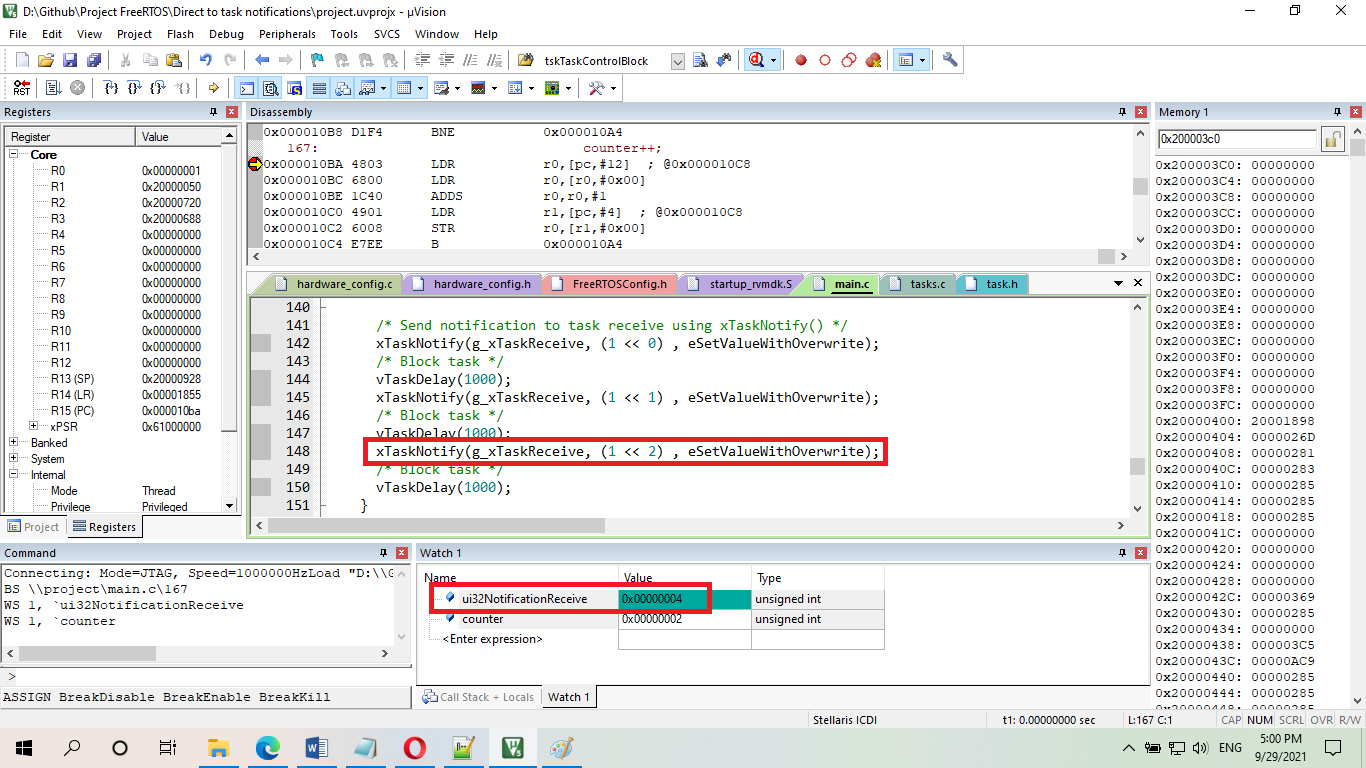 D:\Github\Project FreeRTOS\Direct to task notifications\project.uvprojx - µVision
File Edit View Project Flash Debug Peripherals Tools SVCS Window Help
tskTaskControlBlock
RST
Registers
Register Value
Core
R0 0x00000001
R1 0x20000050
R2 0x20000720
R3 0x20000688
R4 0x00000000
R5 0x00000000
R6 0x00000000
R7 0x00000000
R8 0x00000000
R9 0x00000000
R10 0x00000000
R11 0x00000000
R12 0x00000000
R13 (SP) 0x20000928
R14 (LR) 0x00001855
R15 (PC) 0x000010ba
xPSR 0x61000000
Banked
System
Internal
Mode Thread
Privilege Privileged
Project Registers
Disassembly
0x000010B8 D1F4 BNE 0x000010A4
167: counter++;
0x000010BA 4803 LDR r0,[pc,#12] ; @0x000010C8
0x000010BC 6800 LDR r0,[r0,#0x00]
0x000010BE 1C40 ADDS r0,r0,#1
0x000010C0 4901 LDR r1,[pc,#4] ; @0x000010C8
0x000010C2 6008 STR r0,[r1,#0x00]
0x000010C4 E7EE B 0x000010A4
hardware_config.c hardware_config.h FreeRTOSConfig.h startup_rvmdk.S main.c tasks.c task.h
140
141 /* Send notification to task receive using xTaskNotify() */
142 xTaskNotify(g_xTaskReceive, (1 << 0) , eSetValueWithOverwrite);
143 /* Block task */
144 vTaskDelay(1000);
145 xTaskNotify(g_xTaskReceive, (1 << 1) , eSetValueWithOverwrite);
146 /* Block task */
147 vTaskDelay(1000);
148 xTaskNotify(g_xTaskReceive, (1 << 2) , eSetValueWithOverwrite);
149 /* Block task */
150 vTaskDelay(1000);
151 }
Memory 1
0x200003c0
0x200003C0: 00000000
0x200003C4: 00000000
0x200003C8: 00000000
0x200003CC: 00000000
0x200003D0: 00000000
0x200003D4: 00000000
0x200003D8: 00000000
0x200003DC: 00000000
0x200003E0: 00000000
0x200003E4: 00000000
0x200003E8: 00000000
0x200003EC: 00000000
0x200003F0: 00000000
0x200003F4: 00000000
0x200003F8: 00000000
0x200003FC: 00000000
0x20000400: 20001898
0x20000404: 0000026D
0x20000408: 00000281
0x2000040C: 00000283
0x20000410: 00000285
0x20000414: 00000285
0x20000418: 00000285
0x2000041C: 00000000
0x20000420: 00000000
0x20000424: 00000000
0x20000428: 00000000
0x2000042C: 00000369
0x20000430: 00000285
0x20000434: 00000000
0x20000438: 000003C5
0x2000043C: 00000AC9
0x20000440: 00000285
0x20000444: 00000285
0x20000448: 00000285
Command
Connecting: Mode=JTAG, Speed=1000000HzLoad "D:\\G
BS \\project\main.c\167
WS 1, `ui32NotificationReceive
WS 1, `counter
>
ASSIGN BreakDisable BreakEnable BreakKill
Watch 1
Name Value Type
ui32NotificationReceive 0x00000004 unsigned int
counter 0x00000002 unsigned int
<Enter expression>
Call Stack + Locals Watch 1
Stellaris ICDI t1: 0.00000000 sec L:167 C:1 CAP NUM SCRL OVR R/W
ENG
5:00 PM
9/29/2021